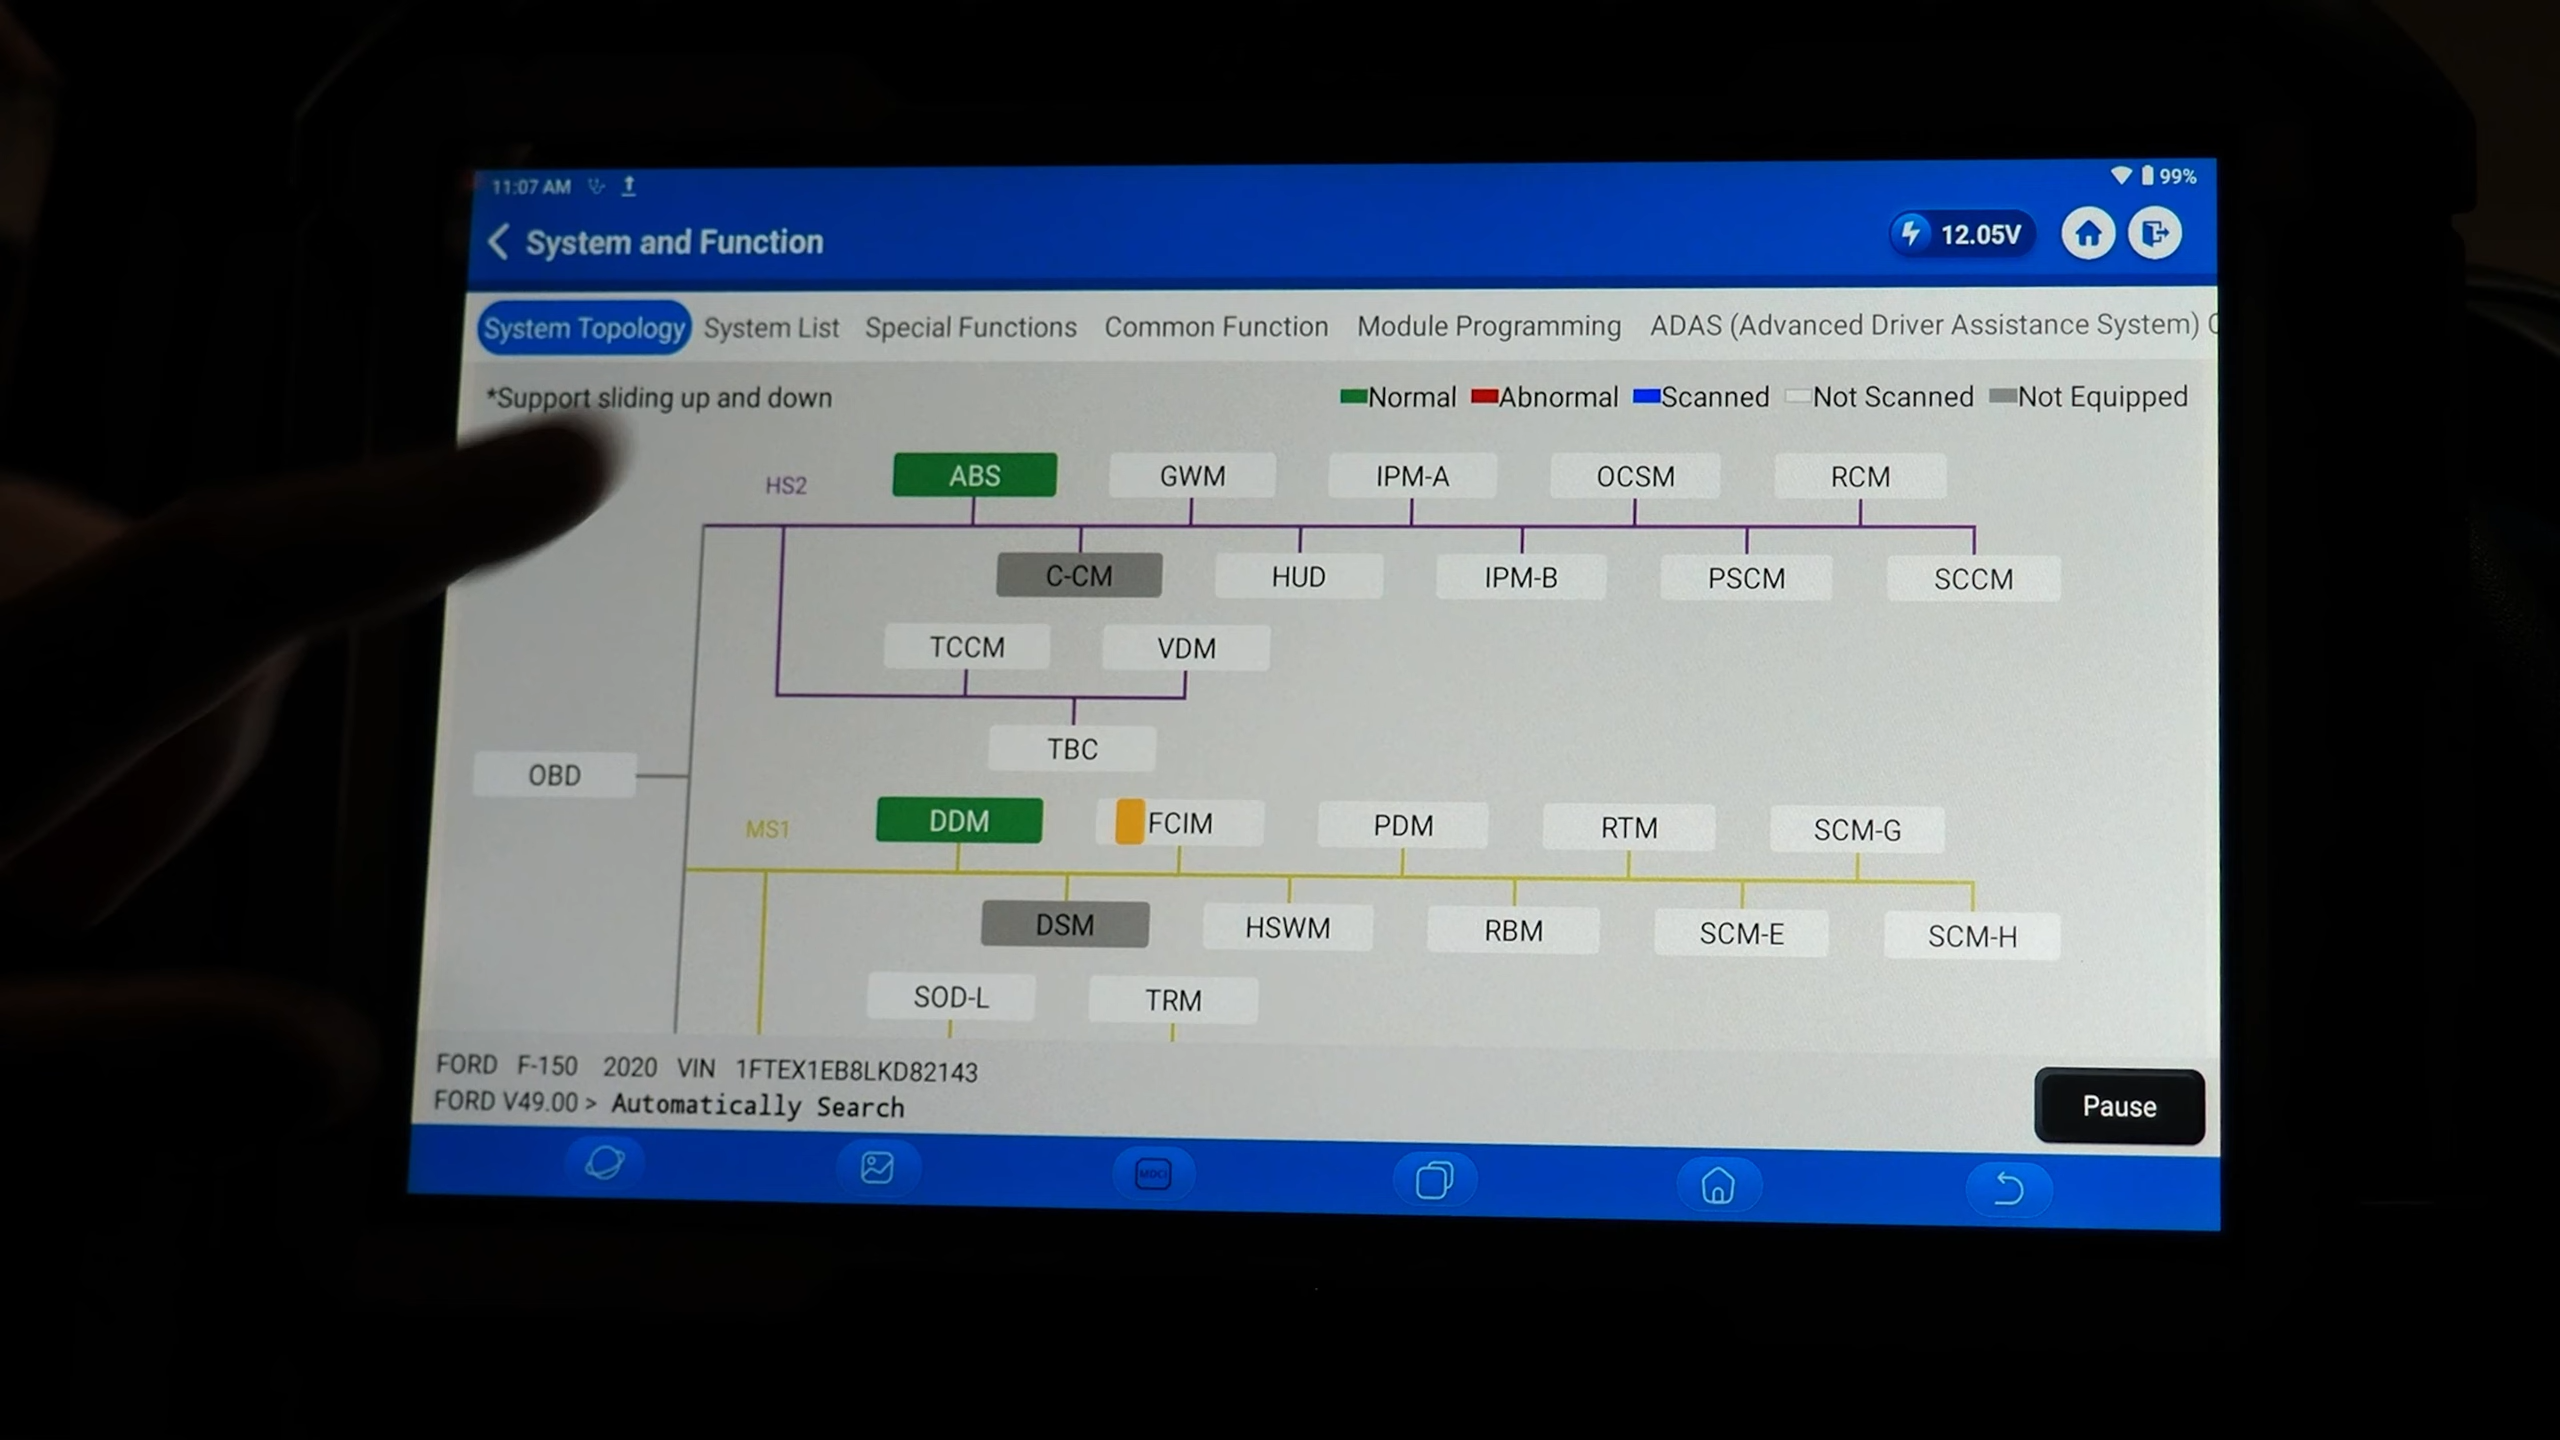 11:07 AM
99%
System and Function
12.05V
System Topology System List Special Functions Common Function Module Programming ADAS (Advanced Driver Assistance System)
*Support sliding up and down
Normal Abnormal Scanned Not Scanned Not Equipped
HS2 ABS GWM IPM-A OCSM RCM
C-CM HUD IPM-B PSCM SCCM
TCCM VDM
TBC
OBD
MS1 DDM FCIM PDM RTM SCM-G
DSM HSWM RBM SCM-E SCM-H
SOD-L TRM
FORD F-150 2020 VIN 1FTEX1EB8LKD82143
FORD V49.00 > Automatically Search
Pause